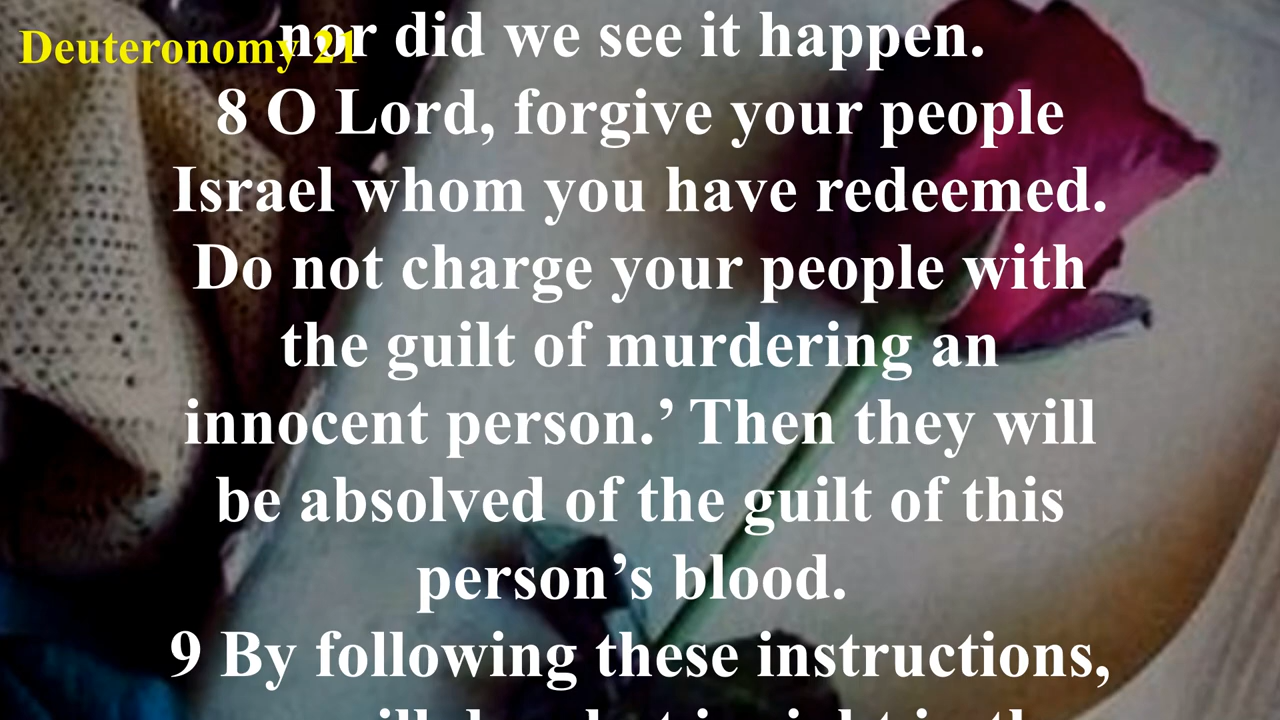 Deuteronomy 21
nor did we see it happen.
8 O Lord, forgive your people
Israel whom you have redeemed.
Do not charge your people with
the guilt of murdering an
innocent person.’ Then they will
be absolved of the guilt of this
person’s blood.
9 By following these instructions,